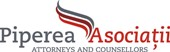 Piperea Asociații
ATTORNEYS AND COUNSELLORS